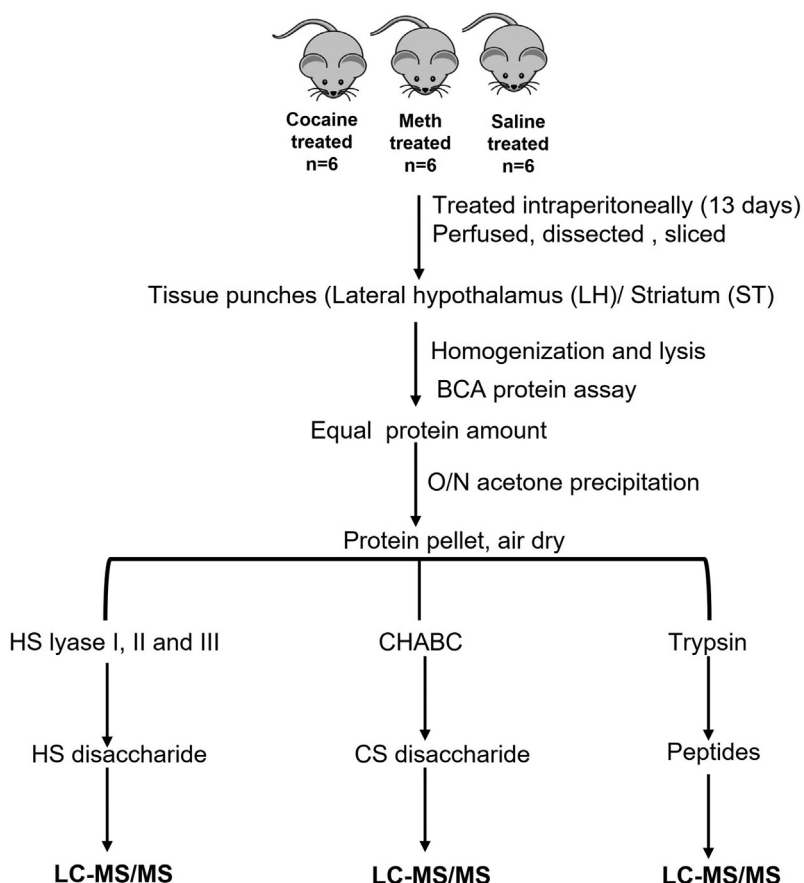 Cocaine treated n=6
Meth treated n=6
Saline treated n=6
Treated intraperitoneally (13 days)
Perfused, dissected , sliced
Tissue punches (Lateral hypothalamus (LH)/ Striatum (ST)
Homogenization and lysis
BCA protein assay
Equal protein amount
O/N acetone precipitation
Protein pellet, air dry
HS lyase I, II and III
CHABC
Trypsin
HS disaccharide
CS disaccharide
Peptides
LC-MS/MS
LC-MS/MS
LC-MS/MS